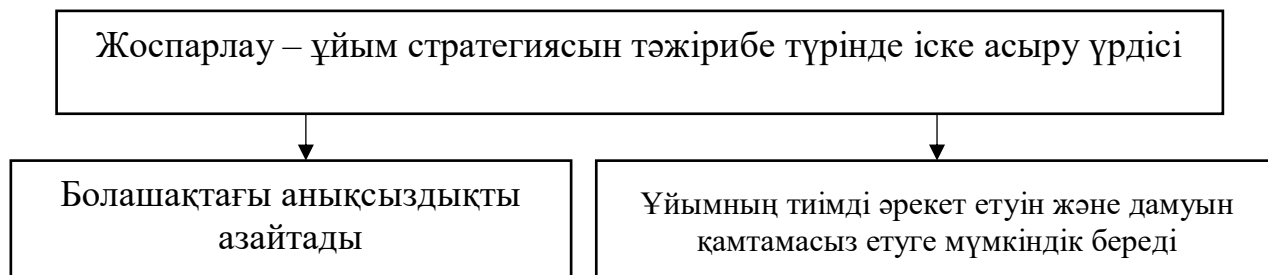 Жоспарлау – ұйым стратегиясын тәжірибе түрінде іске асыру үрдісі
Болашақтағы анықсыздықты
азайтады
Ұйымның тиімді әрекет етуін және дамуын
қамтамасыз етуге мүмкіндік береді